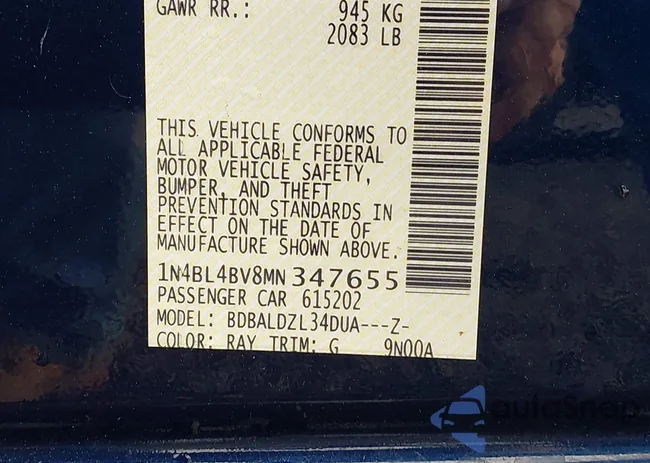 GAWR RR.: 945 KG
2083 LB
THIS VEHICLE CONFORMS TO
ALL APPLICABLE FEDERAL
MOTOR VEHICLE SAFETY,
BUMPER, AND THEFT
PREVENTION STANDARDS IN
EFFECT ON THE DATE OF
MANUFACTURE SHOWN ABOVE.
1N4BL4BV8MN347655
PASSENGER CAR 615202
MODEL: BDBALDZL34DUA---Z-
COLOR: RAY TRIM: G 9N00A
autoSnap